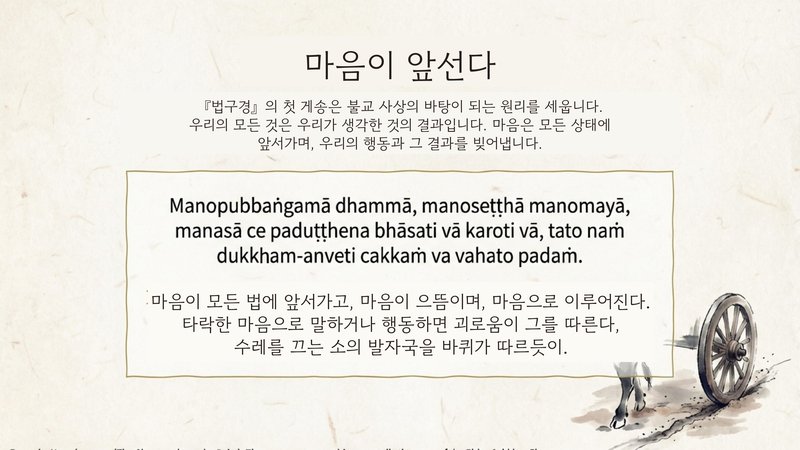 마음이 앞선다
『법구경』의 첫 게송은 불교 사상의 바탕이 되는 원리를 세웁니다.
우리의 모든 것은 우리가 생각한 것의 결과입니다. 마음은 모든 상태에
앞서가며, 우리의 행동과 그 결과를 빚어냅니다.
Manopubbaṅgamā dhammā, manoseṭṭhā manomayā,
manasā ce paduṭṭhena bhāsati vā karoti vā, tato naṁ
dukkham-anveti cakkaṁ va vahato padaṁ.
마음이 모든 법에 앞서가고, 마음이 으뜸이며, 마음으로 이루어진다.
타락한 마음으로 말하거나 행동하면 괴로움이 그를 따른다,
수레를 끄는 소의 발자국을 바퀴가 따르듯이.